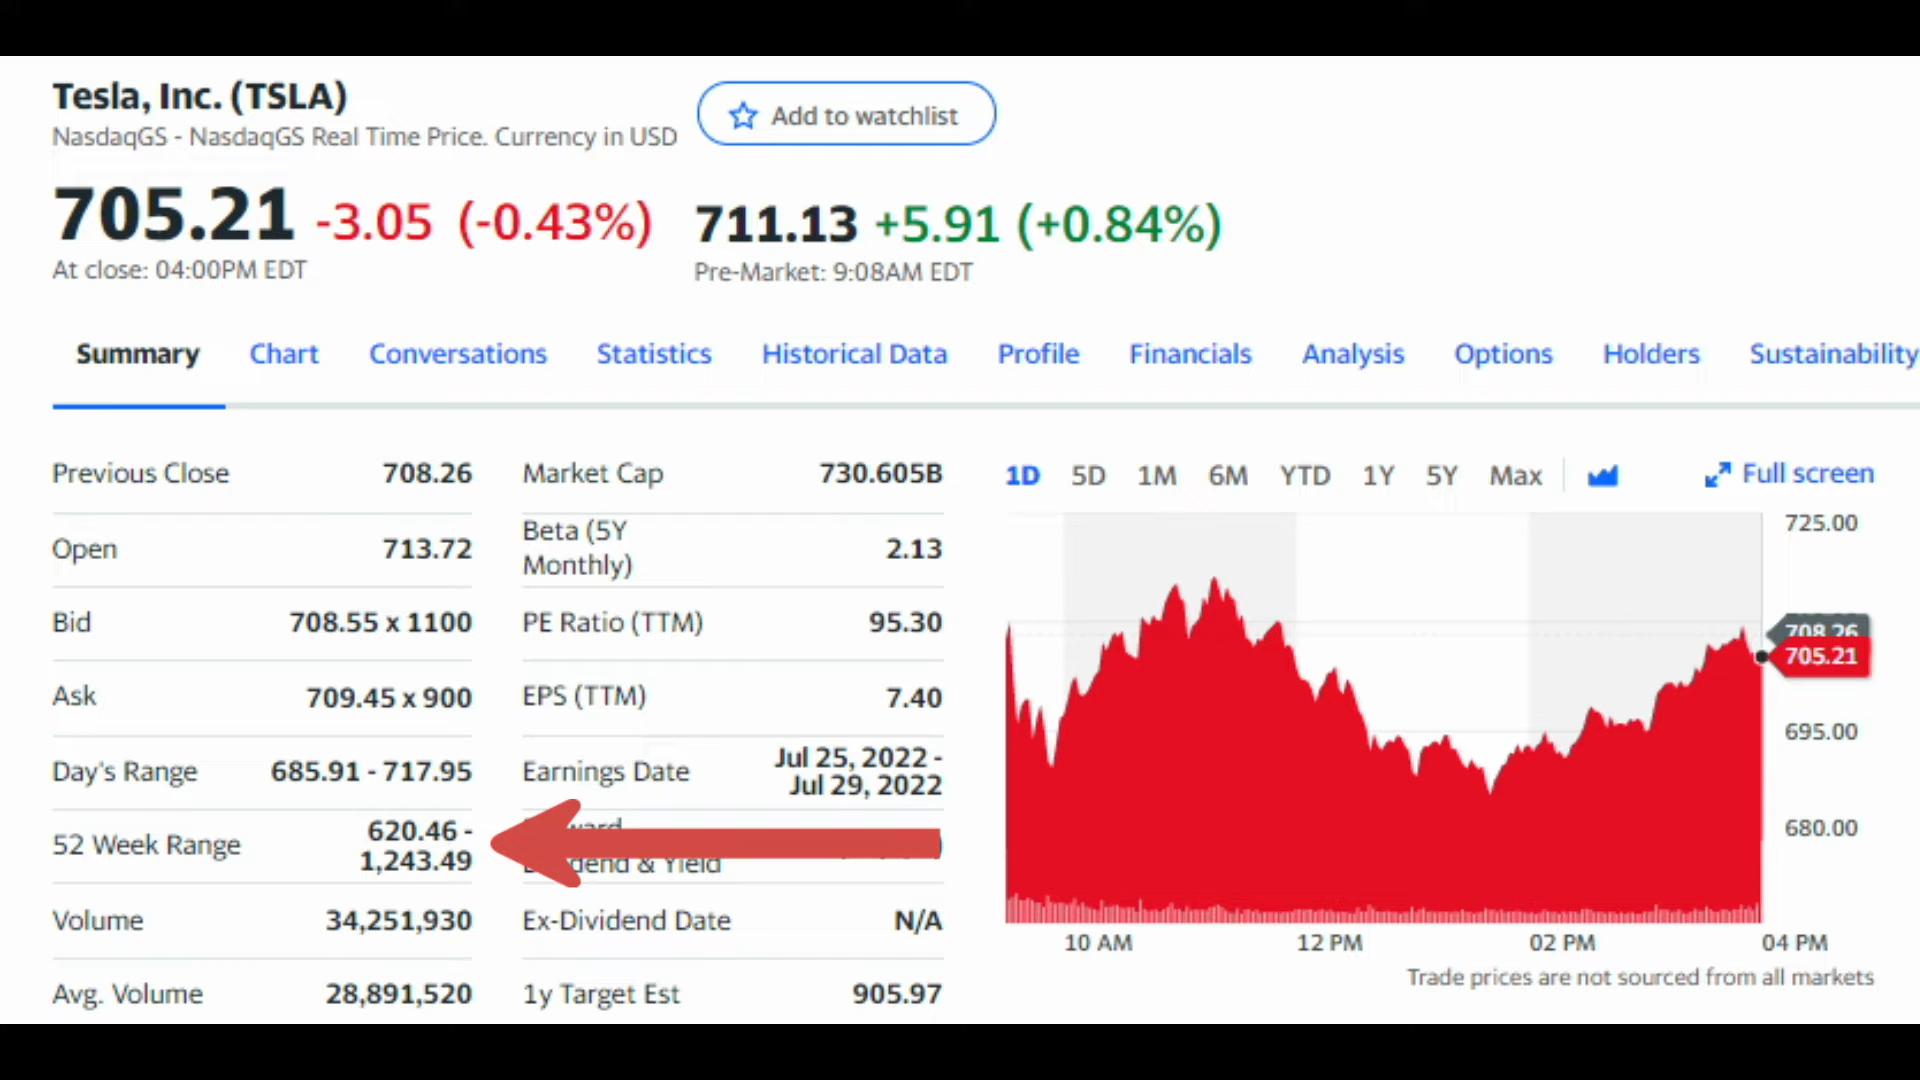 Tesla, Inc. (TSLA)
Add to watchlist
NasdaqGS - NasdaqGS Real Time Price. Currency in USD
705.21 -3.05 (-0.43%)
At close: 04:00PM EDT
711.13 +5.91 (+0.84%)
Pre-Market: 9:08AM EDT
Summary Chart Conversations Statistics Historical Data Profile Financials Analysis Options Holders Sustainability
Previous Close 708.26
Open 713.72
Bid 708.55 x 1100
Ask 709.45 x 900
Day's Range 685.91 - 717.95
52 Week Range 620.46 -
1,243.49
Volume 34,251,930
Avg. Volume 28,891,520
Market Cap 730.605B
Beta (5Y
Monthly) 2.13
PE Ratio (TTM) 95.30
EPS (TTM) 7.40
Earnings Date Jul 25, 2022 -
Jul 29, 2022
& Yield
Ex-Dividend Date N/A
1y Target Est 905.97
1D 5D 1M 6M YTD 1Y 5Y Max Full screen
725.00
708.26
705.21
695.00
680.00
10 AM 12 PM 02 PM 04 PM
Trade prices are not sourced from all markets